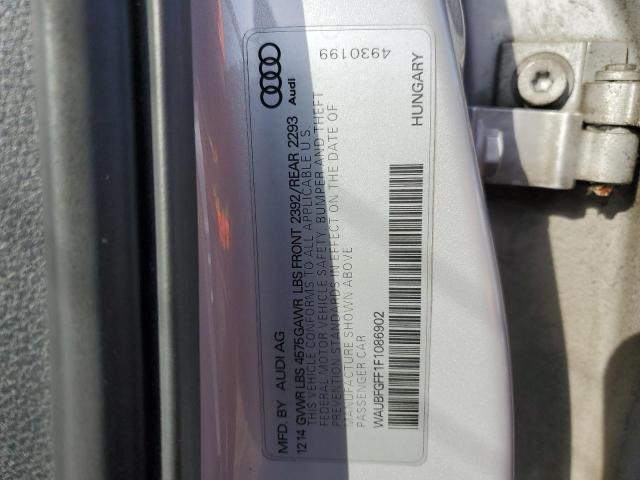 Audi
4930199
MFD. BY AUDI AG
HUNGARY
1214 GVWR LBS 4575 GAWR LBS FRONT 2392/REAR 2293
THIS VEHICLE CONFORMS TO ALL APPLICABLE U.S.
FEDERAL MOTOR VEHICLE SAFETY, BUMPER AND THEFT
PREVENTION STANDARDS IN EFFECT ON THE DATE OF
MANUFACTURE SHOWN ABOVE
PASSENGER CAR
WAUBFGFF1F1086902